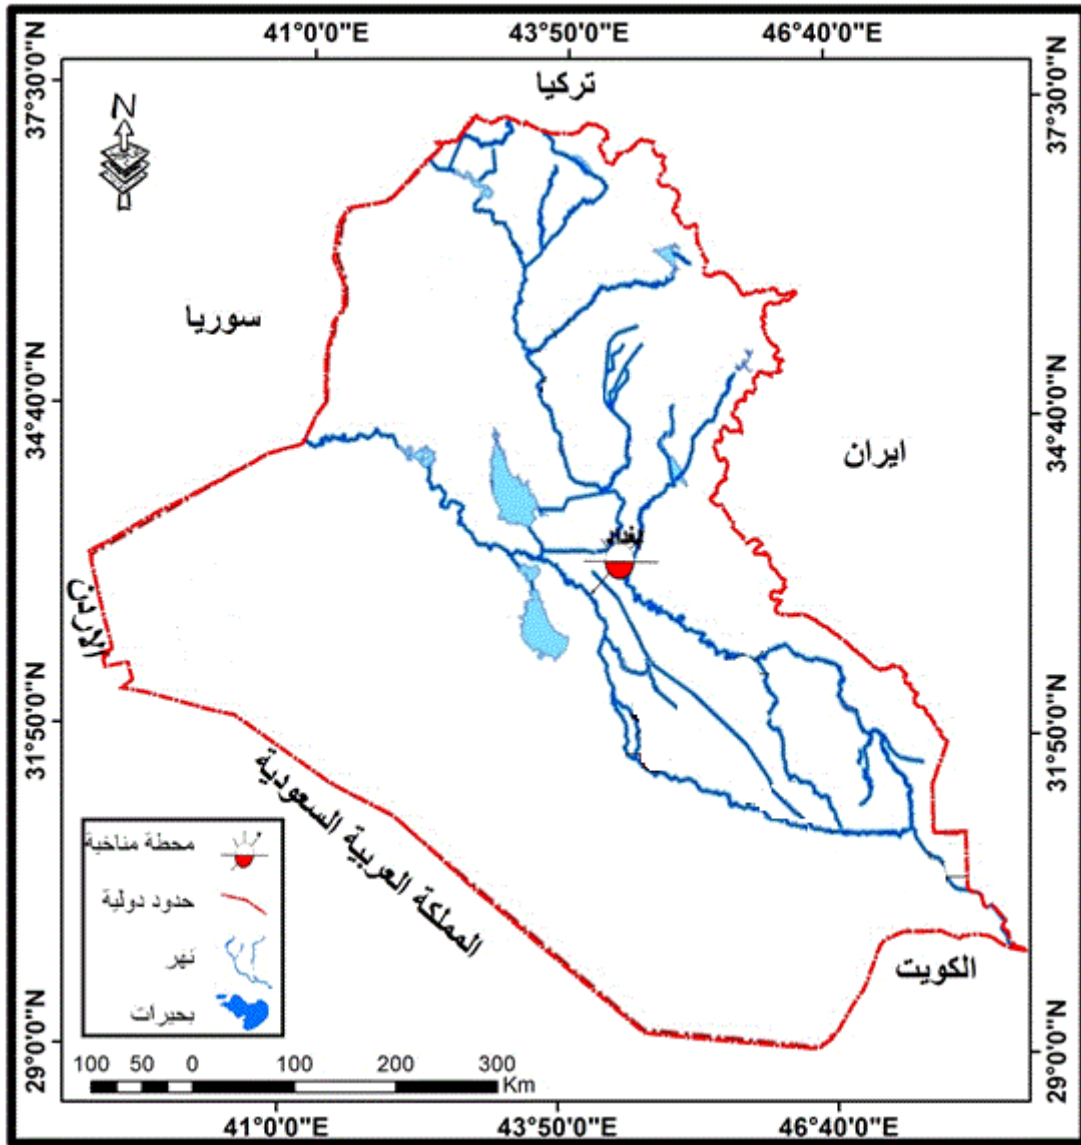 41°0'0"E 43°50'0"E 46°40'0"E
37°30'0"N
37°30'0"N
تركيا
N
سوريا
34°40'0"N
34°40'0"N
ايران
بغداد
الاردن
31°50'0"N
31°50'0"N
المملكة العربية السعودية
الكويت
محطة مناخية
حدود دولية
نهر
بحيرات
29°0'0"N
29°0'0"N
100 50 0 100 200 300
Km
41°0'0"E 43°50'0"E 46°40'0"E